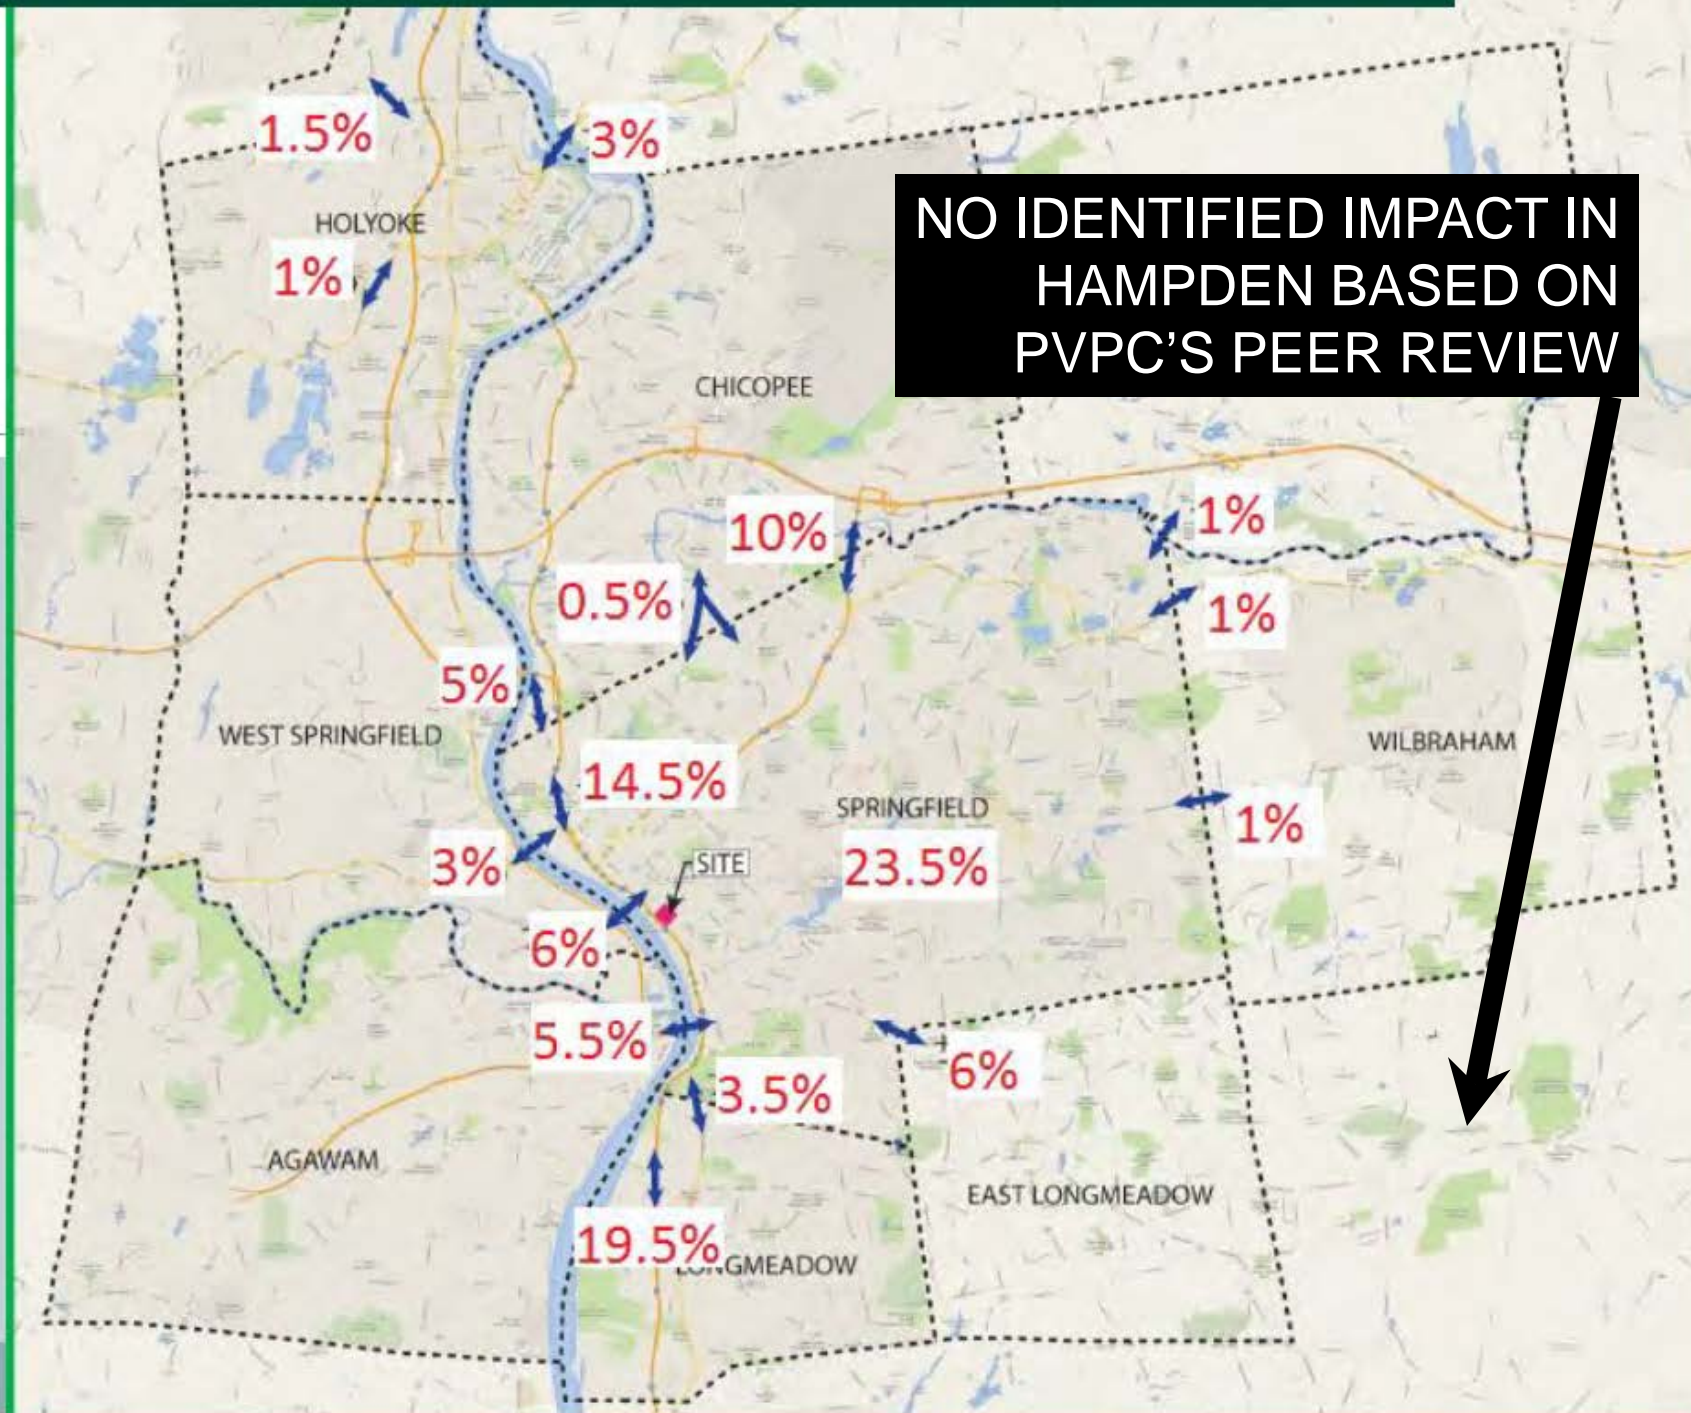 1.5%
3%
HOLYOKE
1%
NO IDENTIFIED IMPACT IN
HAMPDEN BASED ON
PVPC'S PEER REVIEW
CHICOPEE
10%
1%
0.5%
1%
5%
WEST SPRINGFIELD
WILBRAHAM
14.5%
SPRINGFIELD
23.5%
1%
3%
SITE
6%
5.5%
6%
3.5%
AGAWAM
EAST LONGMEADOW
19.5%
LONGMEADOW